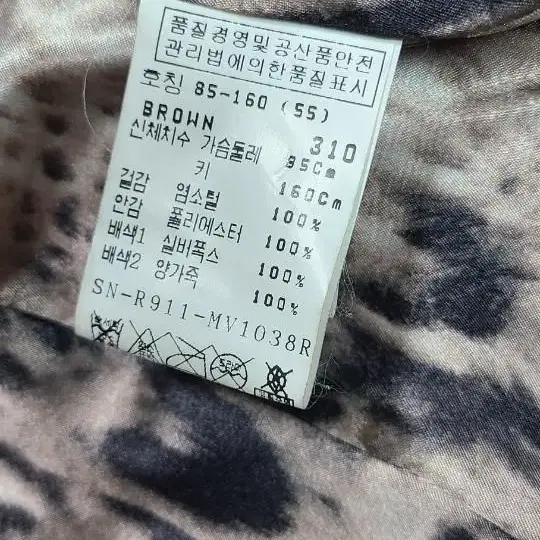 품질경영및공산품안전
관리법에의한품질표시
호칭 85-160 (55)
BROWN 310
신체치수 가슴둘레 85Cm
키 160Cm
겉감 염소털 100%
안감 폴리에스터 100%
배색1 실버폭스 100%
배색2 양가죽 100%
SN-R911-MV1038R
드라이